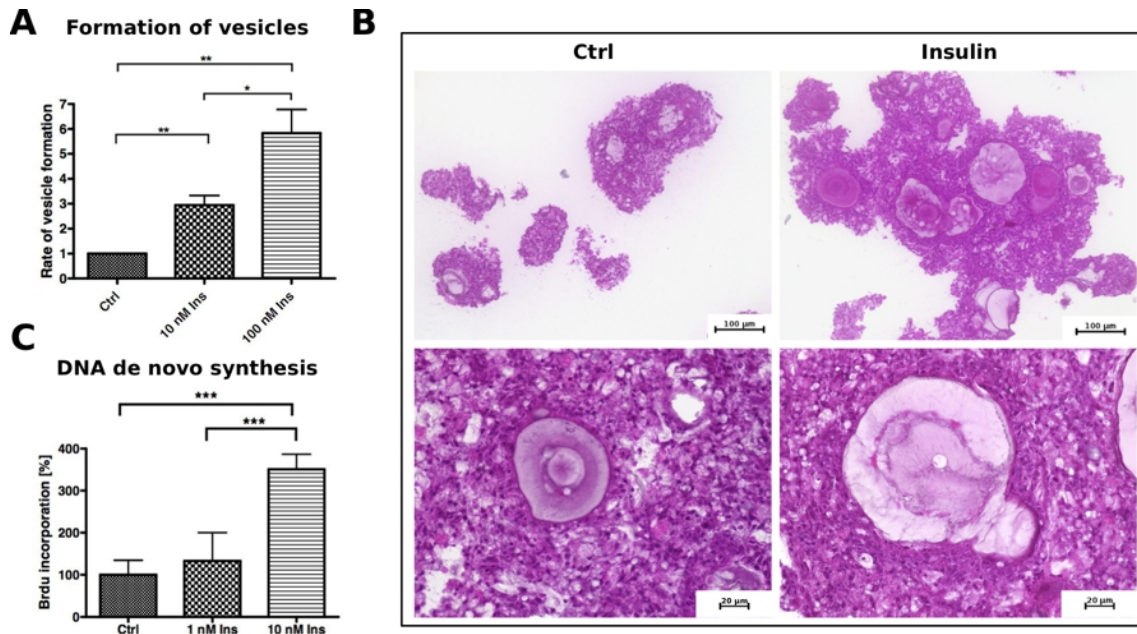 A
Formation of vesicles
**
*
**
Rate of vesicle formation
7
6
5
4
3
2
1
0
Ctrl
10 nM Ins
100 nM Ins
B
Ctrl
Insulin
100 µm
100 µm
20 µm
20 µm
C
DNA de novo synthesis
***
***
Brdu incorporation [%]
400
300
200
100
0
Ctrl
1 nM Ins
10 nM Ins